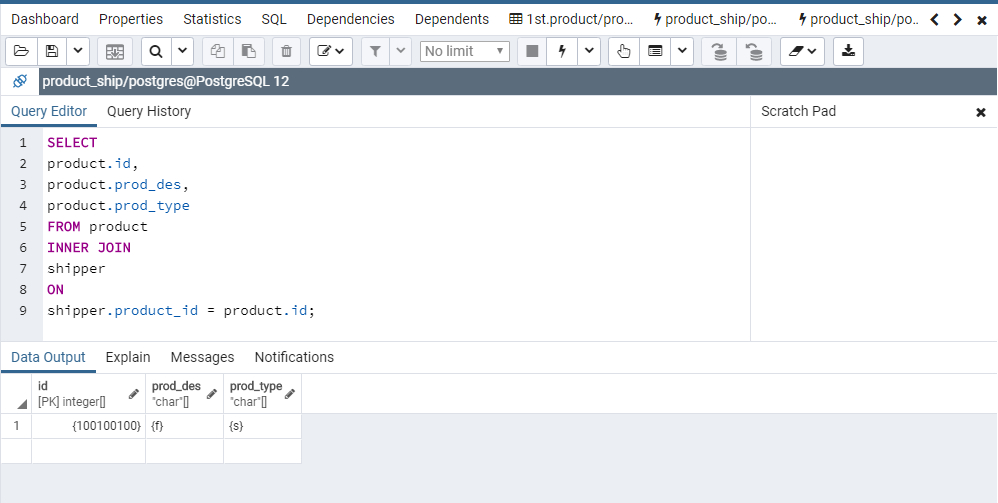 Dashboard Properties Statistics SQL Dependencies Dependents 1st.product/pro... product_ship/po... product_ship/po..
No limit
product_ship/postgres@PostgreSQL 12
Query Editor Query History Scratch Pad
1 SELECT
2 product.id,
3 product.prod_des,
4 product.prod_type
5 FROM product
6 INNER JOIN
7 shipper
8 ON
9 shipper.product_id = product.id;
Data Output Explain Messages Notifications
id prod_des prod_type
[PK] integer[] "char"[] "char"[]
1 {100100100} {f} {s}